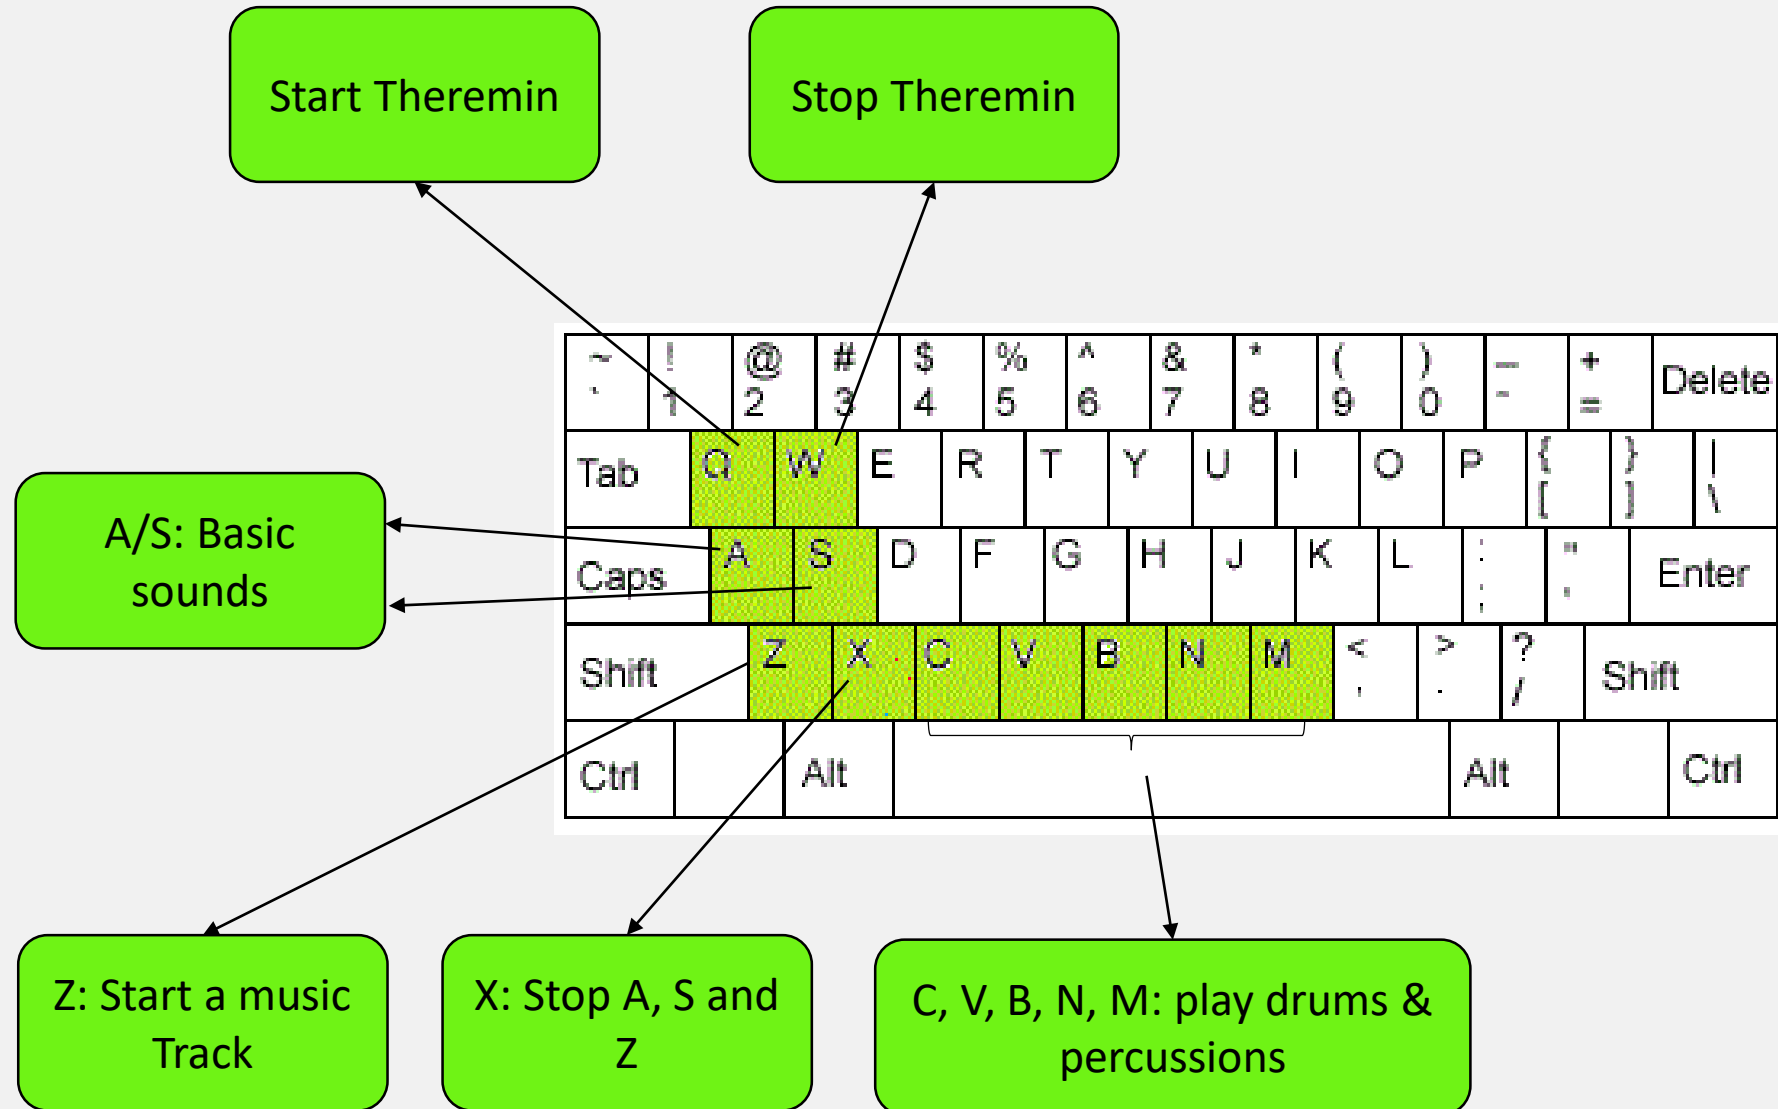 Start Theremin
Stop Theremin
~ ! @ # $ % ^ & * ( ) _ +
` 1 2 3 4 5 6 7 8 9 0 - = Delete
Tab Q W E R T Y U I O P { } |
[ ] \
A/S: Basic
sounds
Caps A S D F G H J K L : " Enter
; '
Shift Z X C V B N M < > ? Shift
, . /
Ctrl Alt Alt Ctrl
Z: Start a music
Track
X: Stop A, S and
Z
C, V, B, N, M: play drums &
percussions